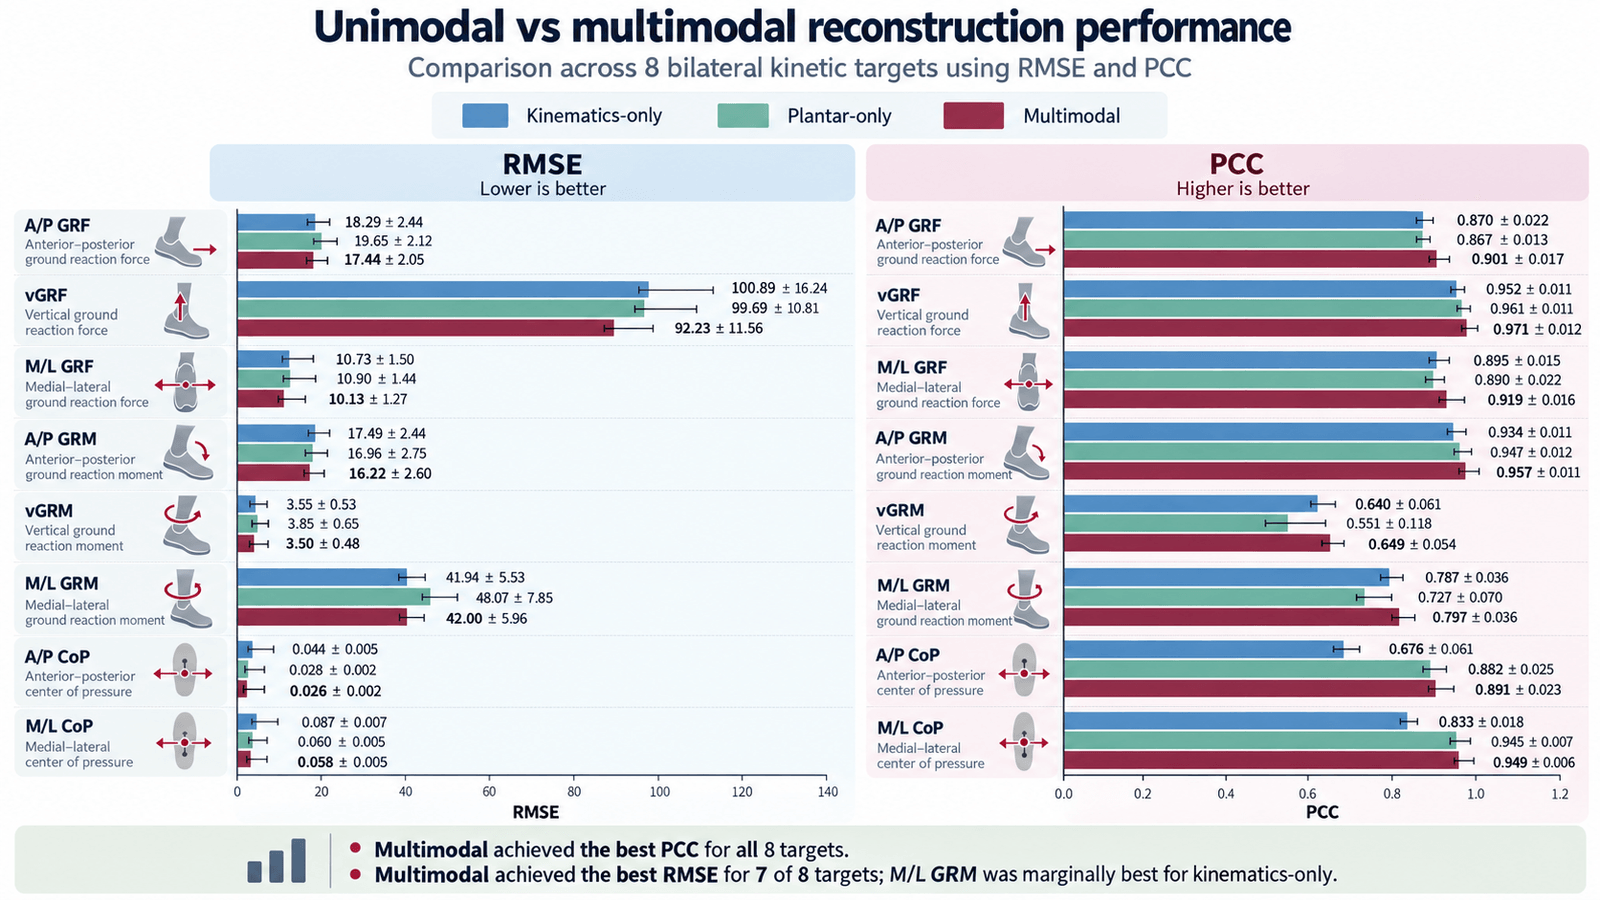 Unimodal vs multimodal reconstruction performance
Comparison across 8 bilateral kinetic targets using RMSE and PCC
Kinematics-only
Plantar-only
Multimodal
RMSE
Lower is better
A/P GRF
Anterior–posterior
ground reaction force
18.29 ± 2.44
19.65 ± 2.12
17.44 ± 2.05
vGRF
Vertical ground
reaction force
100.89 ± 16.24
99.69 ± 10.81
92.23 ± 11.56
M/L GRF
Medial–lateral
ground reaction force
10.73 ± 1.50
10.90 ± 1.44
10.13 ± 1.27
A/P GRM
Anterior–posterior
ground reaction moment
17.49 ± 2.44
16.96 ± 2.75
16.22 ± 2.60
vGRM
Vertical ground
reaction moment
3.55 ± 0.53
3.85 ± 0.65
3.50 ± 0.48
M/L GRM
Medial–lateral
ground reaction moment
41.94 ± 5.53
48.07 ± 7.85
42.00 ± 5.96
A/P CoP
Anterior–posterior
center of pressure
0.044 ± 0.005
0.028 ± 0.002
0.026 ± 0.002
M/L CoP
Medial–lateral
center of pressure
0.087 ± 0.007
0.060 ± 0.005
0.058 ± 0.005
0 20 40 60 80 100 120 140
RMSE
PCC
Higher is better
A/P GRF
Anterior–posterior
ground reaction force
0.870 ± 0.022
0.867 ± 0.013
0.901 ± 0.017
vGRF
Vertical ground
reaction force
0.952 ± 0.011
0.961 ± 0.011
0.971 ± 0.012
M/L GRF
Medial–lateral
ground reaction force
0.895 ± 0.015
0.890 ± 0.022
0.919 ± 0.016
A/P GRM
Anterior–posterior
ground reaction moment
0.934 ± 0.011
0.947 ± 0.012
0.957 ± 0.011
vGRM
Vertical ground
reaction moment
0.640 ± 0.061
0.551 ± 0.118
0.649 ± 0.054
M/L GRM
Medial–lateral
ground reaction moment
0.787 ± 0.036
0.727 ± 0.070
0.797 ± 0.036
A/P CoP
Anterior–posterior
center of pressure
0.676 ± 0.061
0.882 ± 0.025
0.891 ± 0.023
M/L CoP
Medial–lateral
center of pressure
0.833 ± 0.018
0.945 ± 0.007
0.949 ± 0.006
0.0 0.2 0.4 0.6 0.8 1.0 1.2
PCC
• Multimodal achieved the best PCC for all 8 targets.
• Multimodal achieved the best RMSE for 7 of 8 targets; M/L GRM was marginally best for kinematics-only.